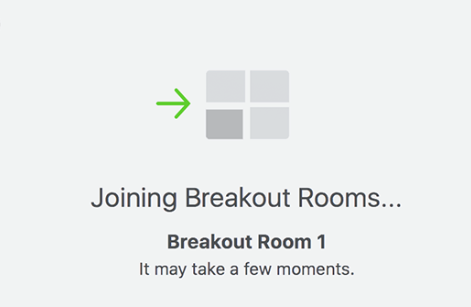 Joining Breakout Rooms...
Breakout Room 1
It may take a few moments.